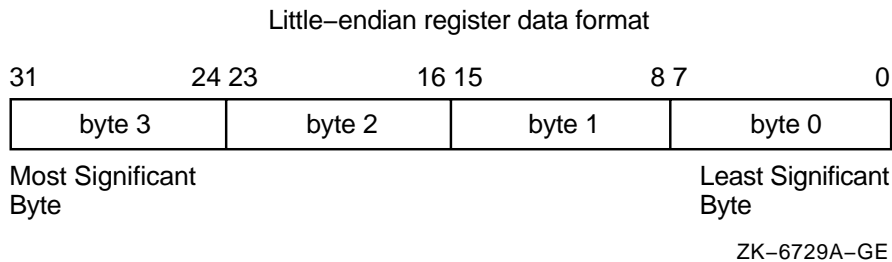 Little−endian register data format
31 24 23 16 15 8 7 0
byte 3 byte 2 byte 1 byte 0
Most Significant Least Significant
Byte Byte
ZK−6729A−GE